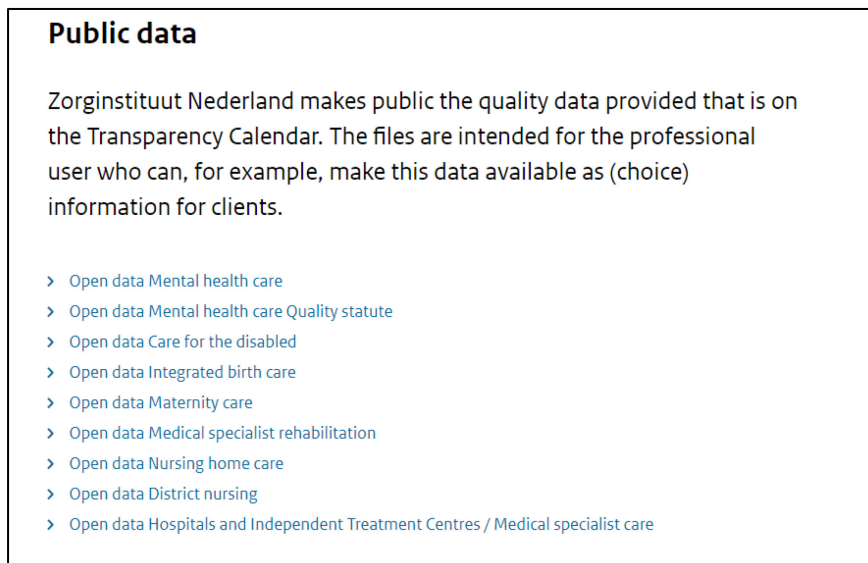 Public data
Zorginstituut Nederland makes public the quality data provided that is on
the Transparency Calendar. The files are intended for the professional
user who can, for example, make this data available as (choice)
information for clients.
> Open data Mental health care
> Open data Mental health care Quality statute
> Open data Care for the disabled
> Open data Integrated birth care
> Open data Maternity care
> Open data Medical specialist rehabilitation
> Open data Nursing home care
> Open data District nursing
> Open data Hospitals and Independent Treatment Centres / Medical specialist care